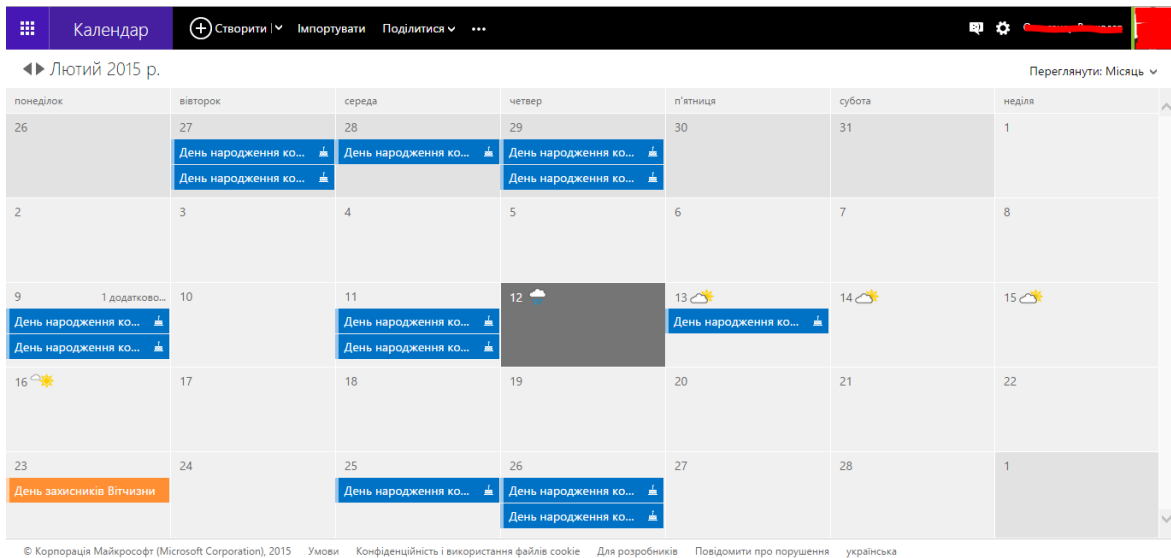 Календар Створити Імпортувати Поділитися •••
Лютий 2015 р. Переглянути: Місяць
понеділок вівторок середа четвер п'ятниця субота неділя
26 27 28 29 30 31 1
День народження ко... День народження ко... День народження ко...
День народження ко... День народження ко...
2 3 4 5 6 7 8
9 1 додатково... 10 11 12 13 14 15
День народження ко... День народження ко... День народження ко...
День народження ко... День народження ко...
16 17 18 19 20 21 22
23 24 25 26 27 28 1
День захисників Вітчизни День народження ко... День народження ко...
День народження ко...
© Корпорація Майкрософт (Microsoft Corporation), 2015 Умови Конфіденційність і використання файлів cookie Для розробників Повідомити про порушення українська